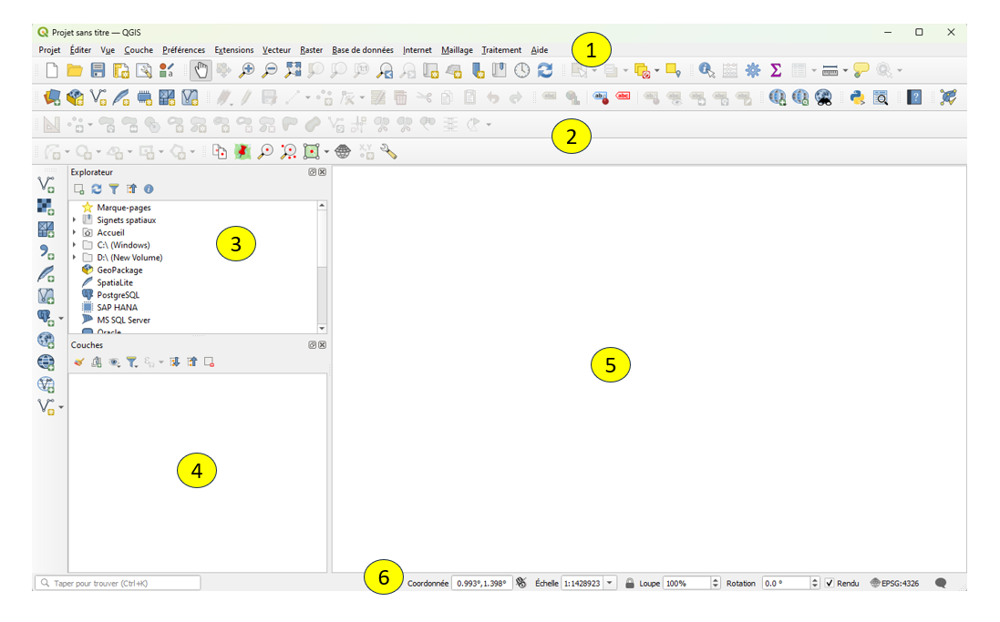 Projet sans titre — QGIS
Projet Éditer Vue Couche Préférences Extensions Vecteur Raster Base de données Internet Maillage Traitement Aide
1
a
abc abc
2
Explorateur
Marque-pages
Signets spatiaux
Accueil
C:\ (Windows)
D:\ (New Volume)
GeoPackage
SpatiaLite
PostgreSQL
SAP HANA
MS SQL Server
Oracle
3
Couches
4
5
6
Taper pour trouver (Ctrl+K)
Coordonnée 0.993°,1.398° Échelle 1:1428923 Loupe 100% Rotation 0.0 ° Rendu EPSG:4326